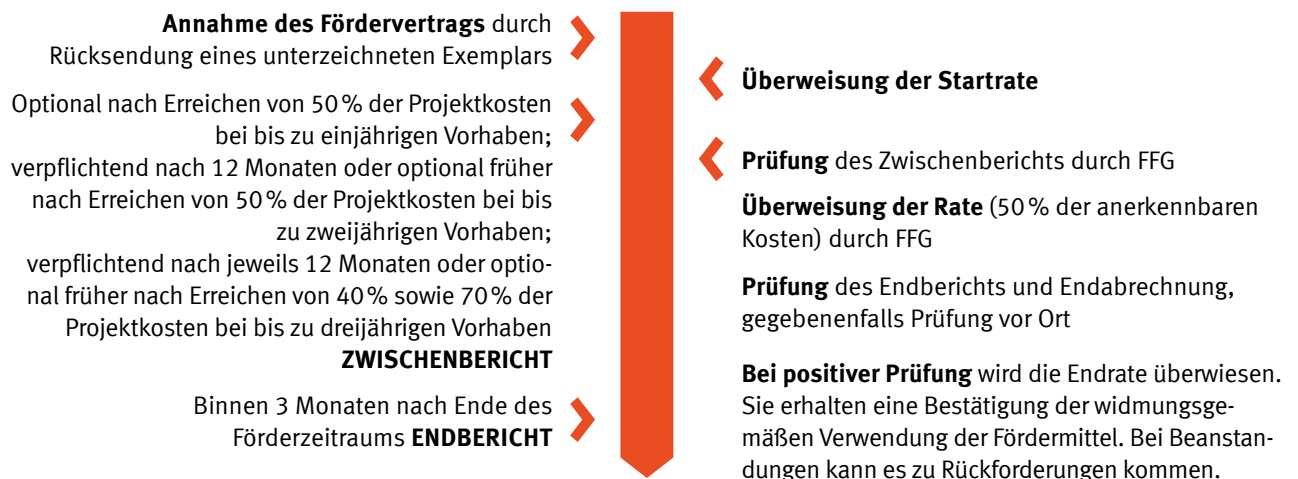 Annahme des Fördervertrags durch
Rücksendung eines unterzeichneten Exemplars
Optional nach Erreichen von 50 % der Projektkosten
bei bis zu einjährigen Vorhaben;
verpflichtend nach 12 Monaten oder optional früher
nach Erreichen von 50 % der Projektkosten bei bis
zu zweijährigen Vorhaben;
verpflichtend nach jeweils 12 Monaten oder optio-
nal früher nach Erreichen von 40 % sowie 70 % der
Projektkosten bei bis zu dreijährigen Vorhaben
ZWISCHENBERICHT
Binnen 3 Monaten nach Ende des
Förderzeitraums ENDBERICHT
Überweisung der Startrate
Prüfung des Zwischenberichts durch FFG
Überweisung der Rate (50 % der anerkennbaren
Kosten) durch FFG
Prüfung des Endberichts und Endabrechnung,
gegebenenfalls Prüfung vor Ort
Bei positiver Prüfung wird die Endrate überwiesen.
Sie erhalten eine Bestätigung der widmungsge-
mäßen Verwendung der Fördermittel. Bei Beanstan-
dungen kann es zu Rückforderungen kommen.